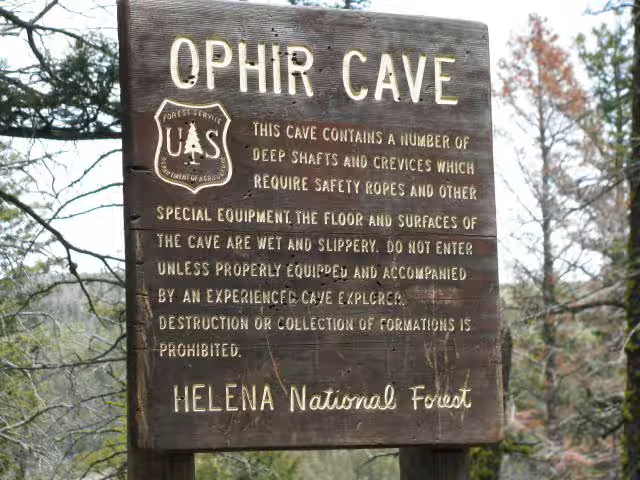 OPHIR CAVE
FOREST SERVICE
US
DEPARTMENT OF AGRICULTURE
THIS CAVE CONTAINS A NUMBER OF
DEEP SHAFTS AND CREVICES WHICH
REQUIRE SAFETY ROPES AND OTHER
SPECIAL EQUIPMENT. THE FLOOR AND SURFACES OF
THE CAVE ARE WET AND SLIPPERY. DO NOT ENTER
UNLESS PROPERLY EQUIPPED AND ACCOMPANIED
BY AN EXPERIENCED CAVE EXPLORER.
DESTRUCTION OR COLLECTION OF FORMATIONS IS
PROHIBITED.
HELENA National Forest